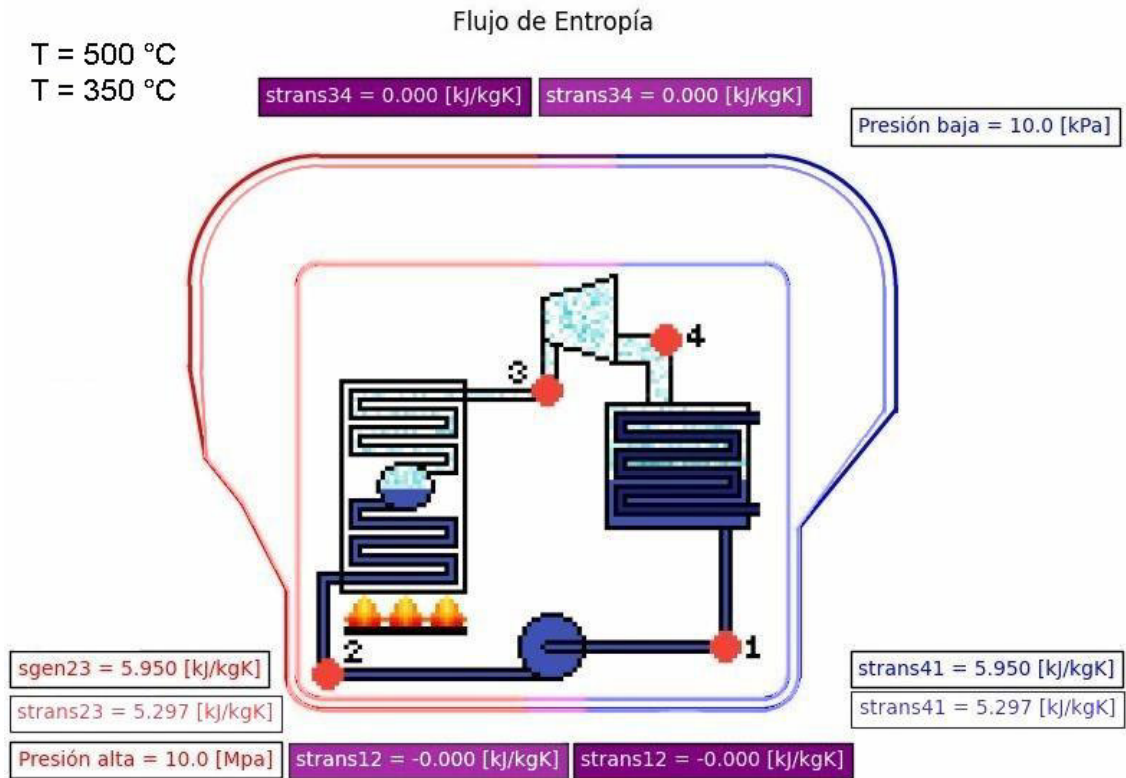 Flujo de Entropía
T = 500 °C
T = 350 °C
strans34 = 0.000 [kJ/kgK]
strans34 = 0.000 [kJ/kgK]
Presión baja = 10.0 [kPa]
4
3
2
1
sgen23 = 5.950 [kJ/kgK]
strans41 = 5.950 [kJ/kgK]
strans23 = 5.297 [kJ/kgK]
strans41 = 5.297 [kJ/kgK]
Presión alta = 10.0 [Mpa]
strans12 = -0.000 [kJ/kgK]
strans12 = -0.000 [kJ/kgK]